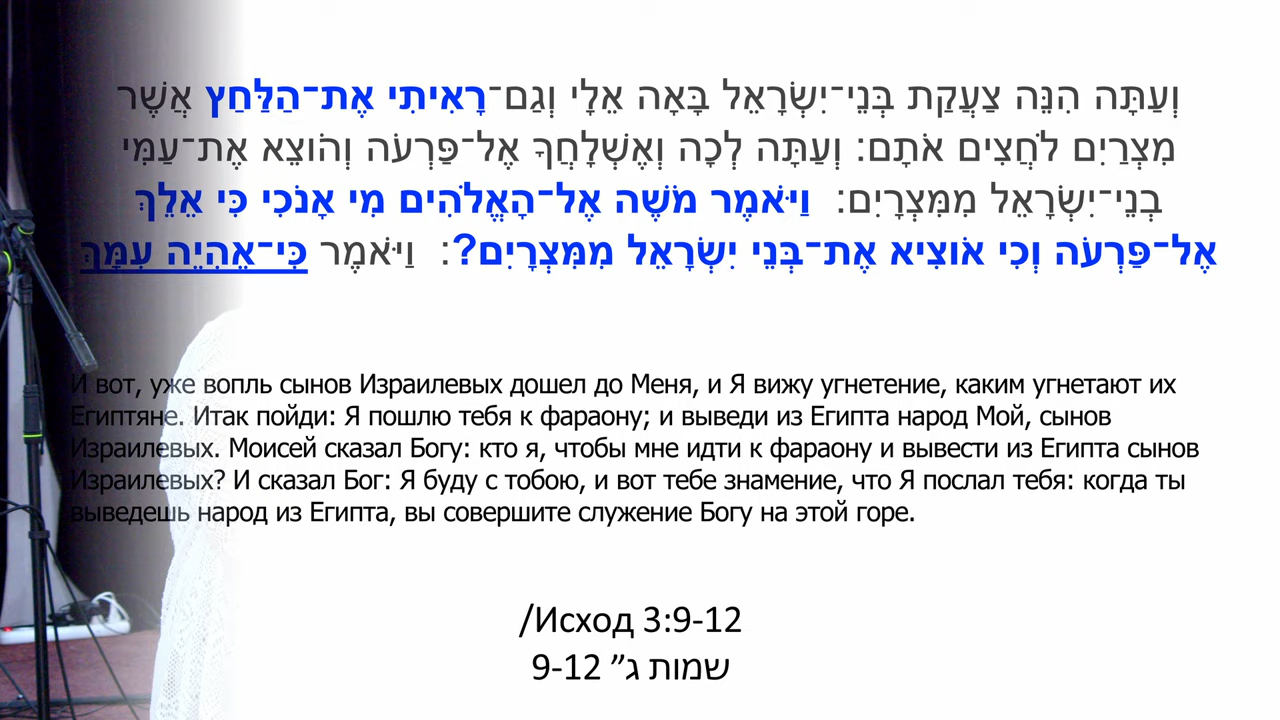 וְעַתָּה הִנֵּה צַעֲקַת בְּנֵי־יִשְׂרָאֵל בָּאָה אֵלָי וְגַם־רָאִיתִי אֶת־הַלַּחַץ אֲשֶׁר
מִצְרַיִם לֹחֲצִים אֹתָם׃ וְעַתָּה לְכָה וְאֶשְׁלָחֲךָ אֶל־פַּרְעֹה וְהוֹצֵא אֶת־עַמִּי
בְנֵי־יִשְׂרָאֵל מִמִּצְרָיִם׃ וַיֹּאמֶר מֹשֶׁה אֶל־הָאֱלֹהִים מִי אָנֹכִי כִּי אֵלֵךְ
אֶל־פַּרְעֹה וְכִי אוֹצִיא אֶת־בְּנֵי יִשְׂרָאֵל מִמִּצְרָיִם?׃ וַיֹּאמֶר כִּי־אֵהִיֵה עִמָּךְ
И вот, уже вопль сынов Израилевых дошел до Меня, и Я вижу угнетение, каким угнетают их
Египтяне. Итак пойди: Я пошлю тебя к фараону; и выведи из Египта народ Мой, сынов
Израилевых. Моисей сказал Богу: кто я, чтобы мне идти к фараону и вывести из Египта сынов
Израилевых? И сказал Бог: Я буду с тобою, и вот тебе знамение, что Я послал тебя: когда ты
выведешь народ из Египта, вы совершите служение Богу на этой горе.
/Исход 3:9-12
שמות ג” 9-12